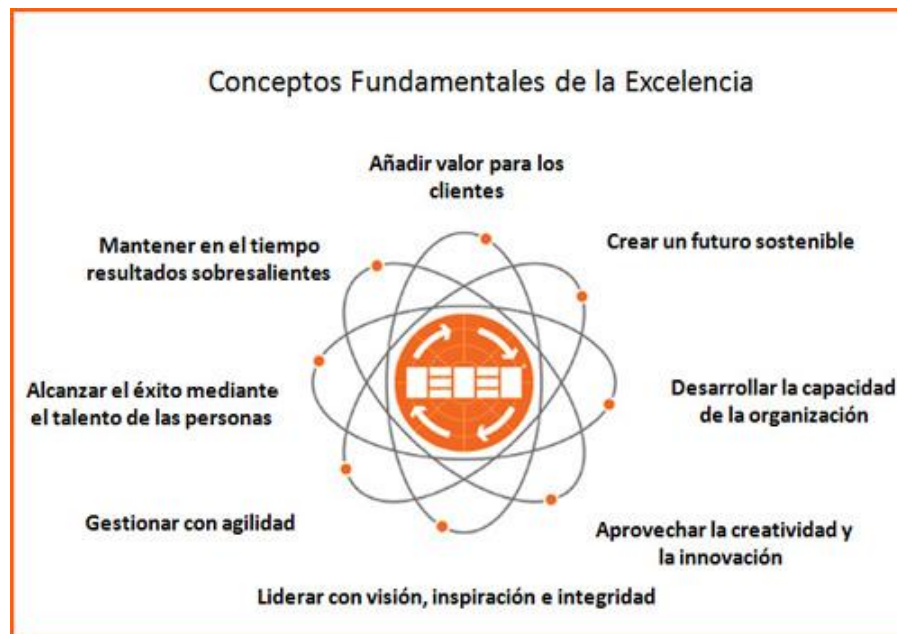 Conceptos Fundamentales de la Excelencia
Añadir valor para los
clientes
Crear un futuro sostenible
Desarrollar la capacidad
de la organización
Aprovechar la creatividad y
la innovación
Liderar con visión, inspiración e integridad
Gestionar con agilidad
Alcanzar el éxito mediante
el talento de las personas
Mantener en el tiempo
resultados sobresalientes